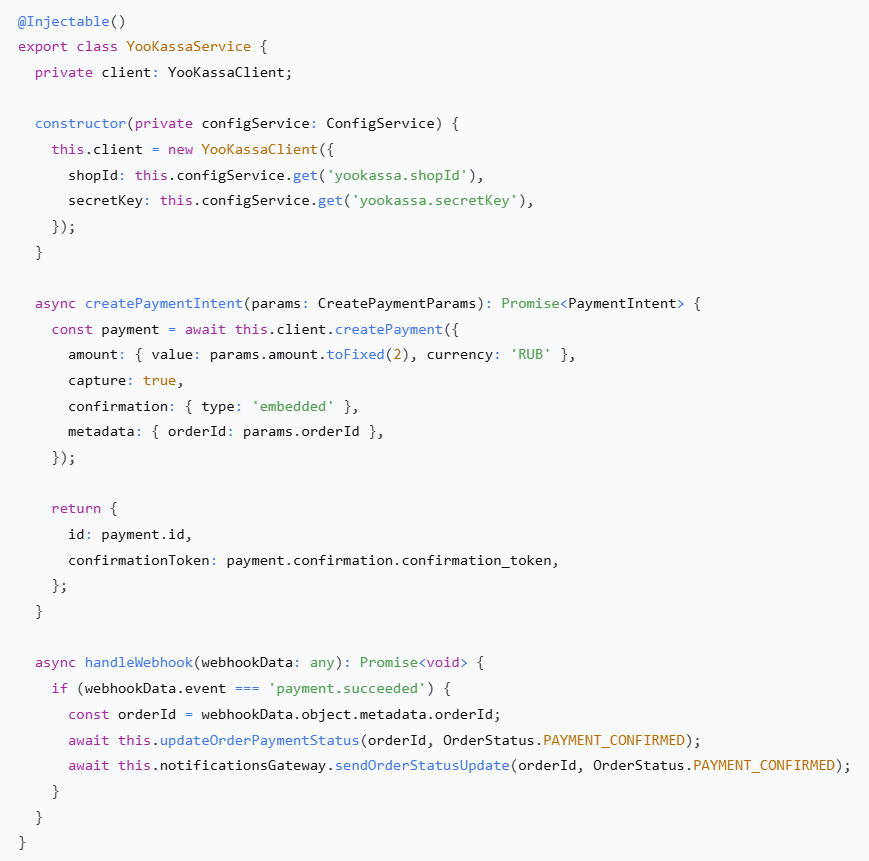 @Injectable()
export class YooKassaService {
  private client: YooKassaClient;

  constructor(private configService: ConfigService) {
    this.client = new YooKassaClient({
      shopId: this.configService.get('yookassa.shopId'),
      secretKey: this.configService.get('yookassa.secretKey'),
    });
  }

  async createPaymentIntent(params: CreatePaymentParams): Promise<PaymentIntent> {
    const payment = await this.client.createPayment({
      amount: { value: params.amount.toFixed(2), currency: 'RUB' },
      capture: true,
      confirmation: { type: 'embedded' },
      metadata: { orderId: params.orderId },
    });

    return {
      id: payment.id,
      confirmationToken: payment.confirmation.confirmation_token,
    };
  }

  async handleWebhook(webhookData: any): Promise<void> {
    if (webhookData.event === 'payment.succeeded') {
      const orderId = webhookData.object.metadata.orderId;
      await this.updateOrderPaymentStatus(orderId, OrderStatus.PAYMENT_CONFIRMED);
      await this.notificationsGateway.sendOrderStatusUpdate(orderId, OrderStatus.PAYMENT_CONFIRMED);
    }
  }
}